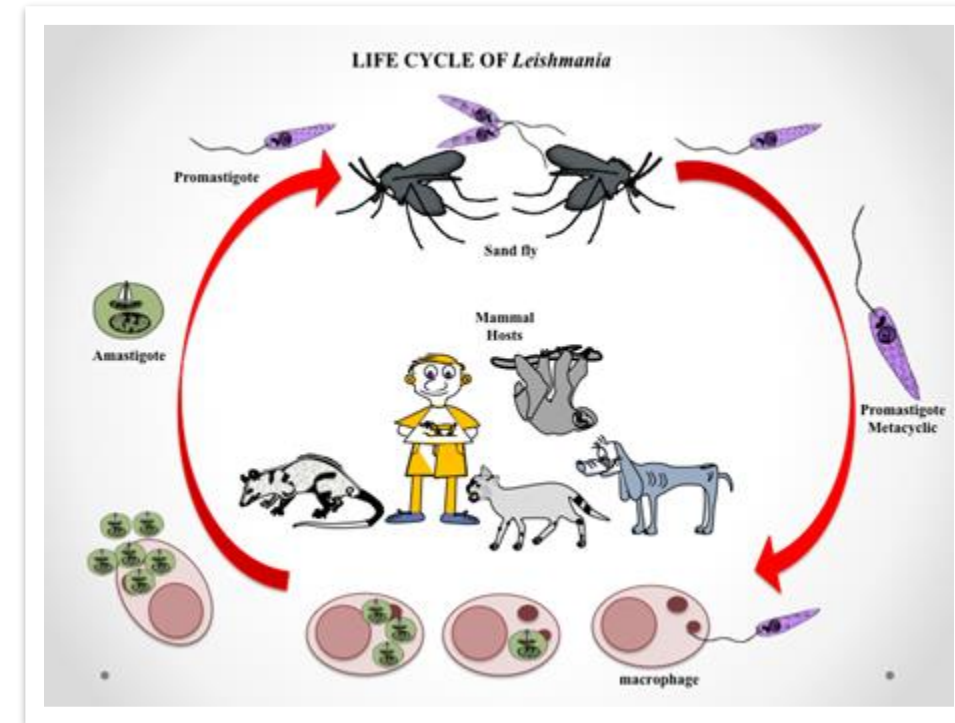 LIFE CYCLE OF Leishmania
Promastigote
Sand fly
Amastigote
Mammal
Hosts
Promastigote
Metacyclic
macrophage